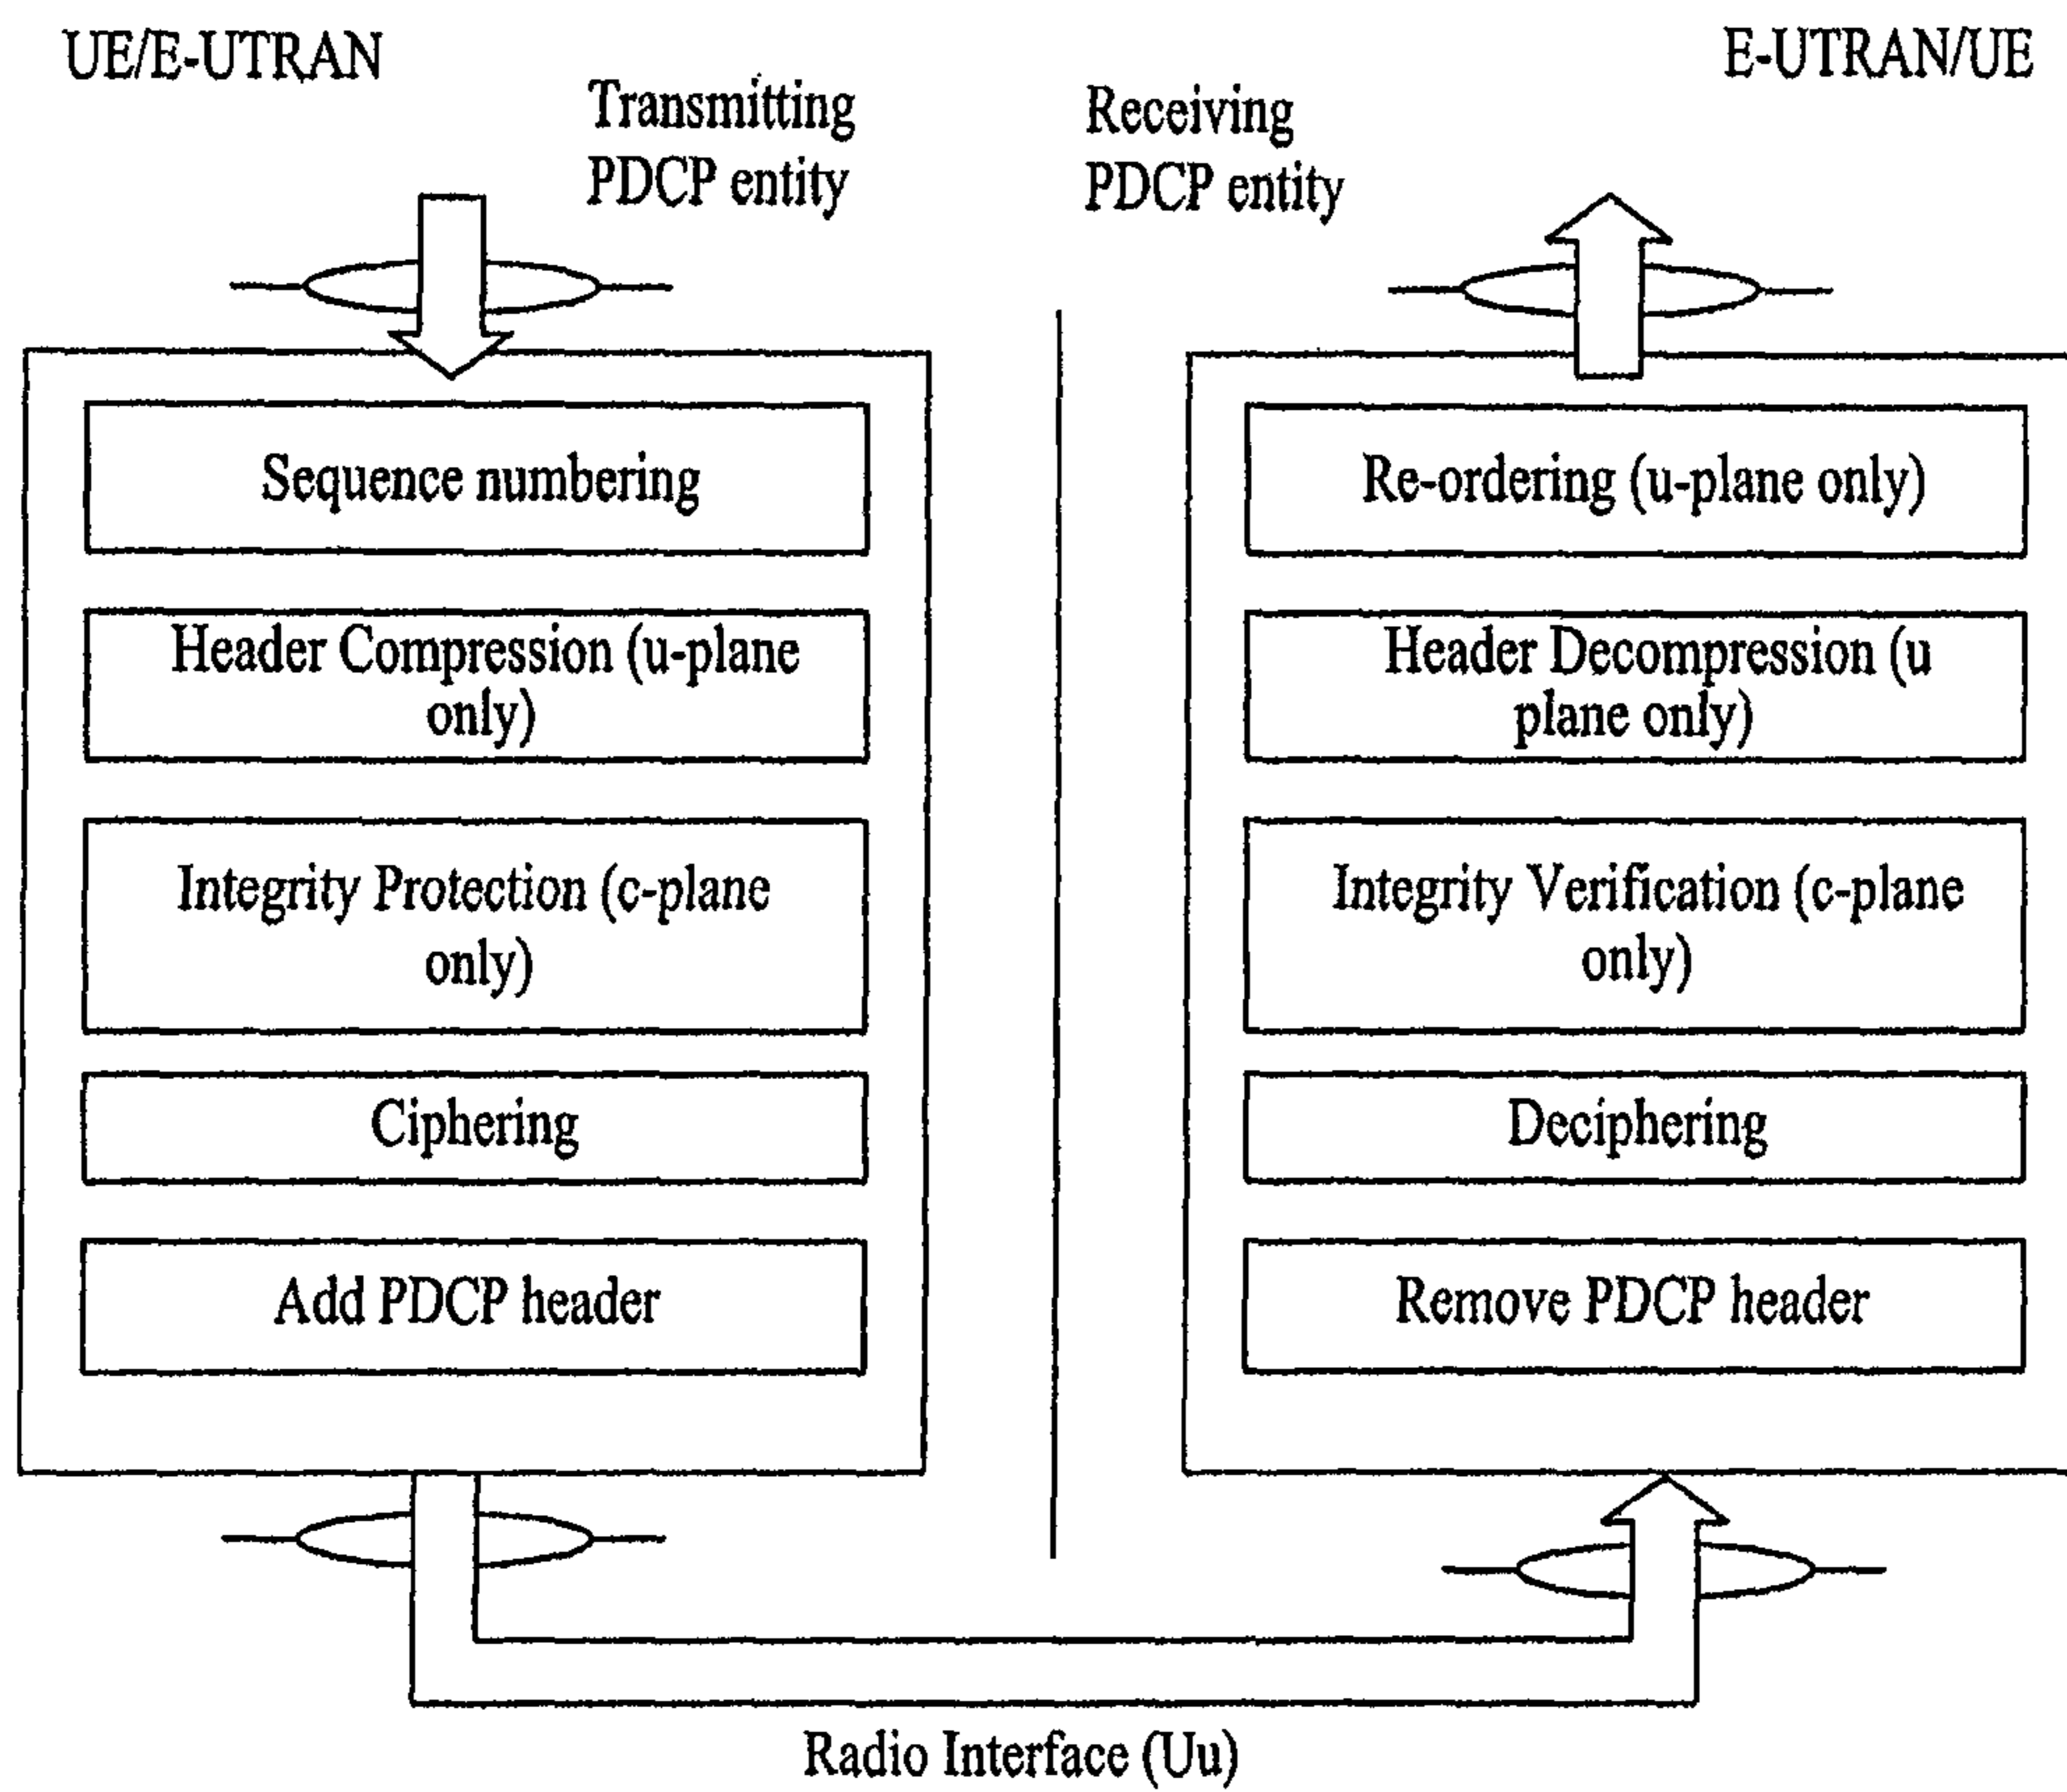 UE/E-UTRAN
E-UTRAN/UE
Transmitting
PDCP entity
Receiving
PDCP entity
Sequence numbering
Header Compression (u-plane
only)
Integrity Protection (c-plane
only)
Ciphering
Add PDCP header
Re-ordering (u-plane only)
Header Decompression (u
plane only)
Integrity Verification (c-plane
only)
Deciphering
Remove PDCP header
Radio Interface (Uu)